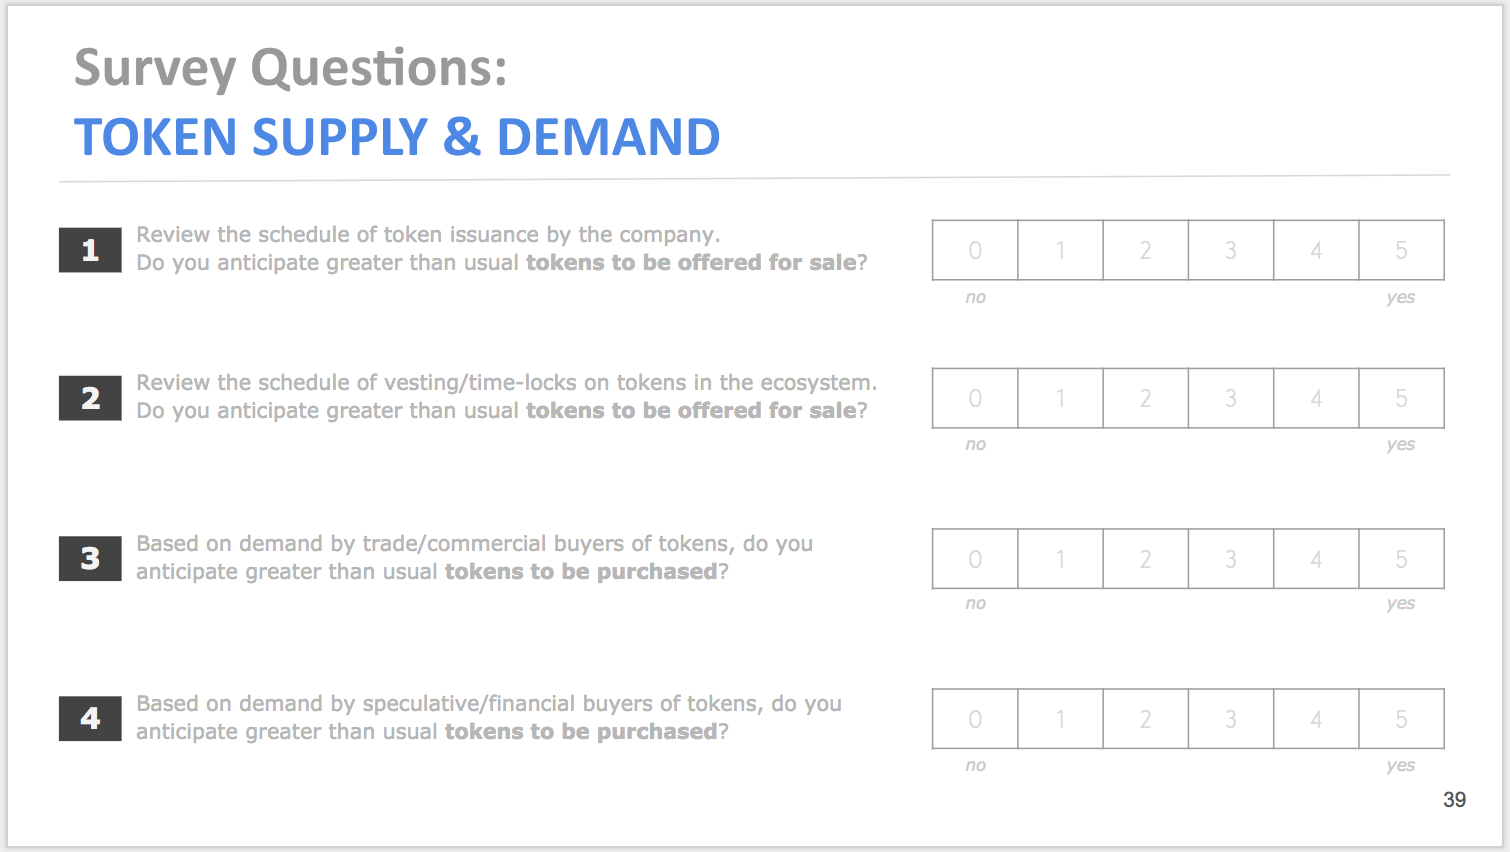 Survey Questions:
TOKEN SUPPLY & DEMAND
1
Review the schedule of token issuance by the company.
Do you anticipate greater than usual tokens to be offered for sale?
0 1 2 3 4 5
no yes
2
Review the schedule of vesting/time-locks on tokens in the ecosystem.
Do you anticipate greater than usual tokens to be offered for sale?
0 1 2 3 4 5
no yes
3
Based on demand by trade/commercial buyers of tokens, do you
anticipate greater than usual tokens to be purchased?
0 1 2 3 4 5
no yes
4
Based on demand by speculative/financial buyers of tokens, do you
anticipate greater than usual tokens to be purchased?
0 1 2 3 4 5
no yes
39